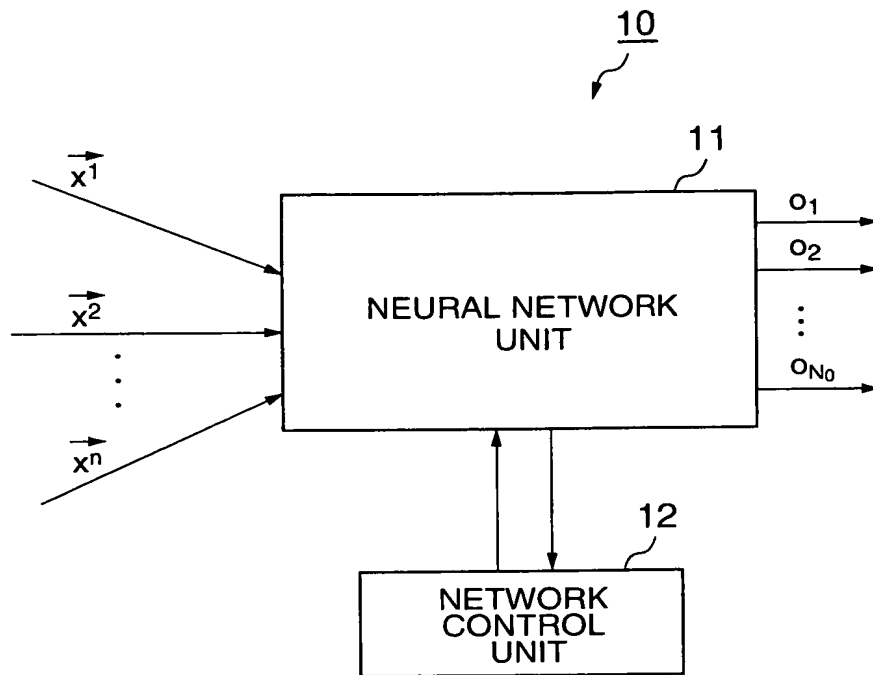 10
11
x¹
x²
⋮
xⁿ
NEURAL NETWORK
UNIT
o₁
o₂
⋮
o_N₀
12
NETWORK
CONTROL
UNIT